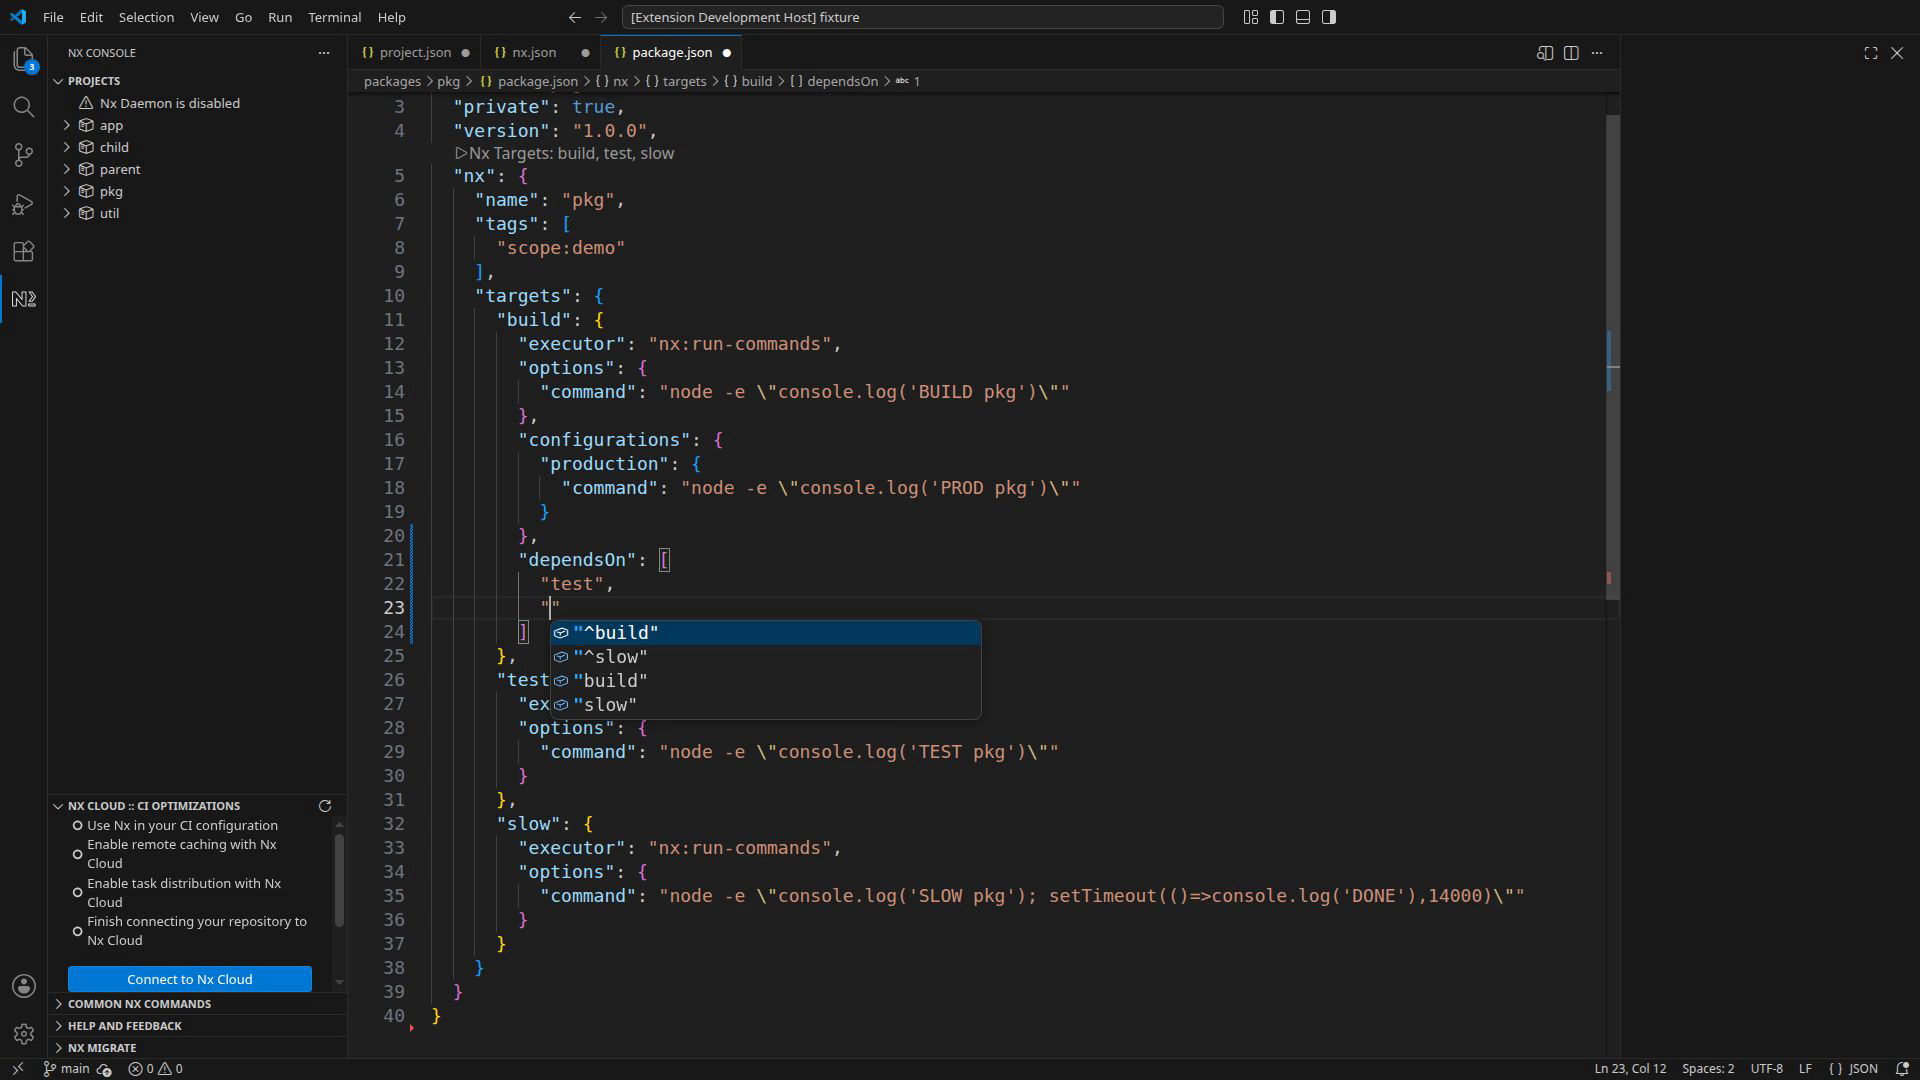 File Edit Selection View Go Run Terminal Help
[Extension Development Host] fixture
NX CONSOLE
PROJECTS
Nx Daemon is disabled
app
child
parent
pkg
util
NX CLOUD :: CI OPTIMIZATIONS
Use Nx in your CI configuration
Enable remote caching with Nx
Cloud
Enable task distribution with Nx
Cloud
Finish connecting your repository to
Nx Cloud
Connect to Nx Cloud
COMMON NX COMMANDS
HELP AND FEEDBACK
NX MIGRATE
3
project.json nx.json package.json
packages > pkg > {} package.json > {} nx > {} targets > {} build > [] dependsOn > abc 1
3 "private": true,
4 "version": "1.0.0",
Nx Targets: build, test, slow
5 "nx": {
6 "name": "pkg",
7 "tags": [
8 "scope:demo"
9 ],
10 "targets": {
11 "build": {
12 "executor": "nx:run-commands",
13 "options": {
14 "command": "node -e \"console.log('BUILD pkg')\""
15 },
16 "configurations": {
17 "production": {
18 "command": "node -e \"console.log('PROD pkg')\""
19 }
20 },
21 "dependsOn": [
22 "test",
23 ""
24 ]
"^build"
"^slow"
"build"
"slow"
25 },
26 "test
27 "ex
28 "options": {
29 "command": "node -e \"console.log('TEST pkg')\""
30 }
31 },
32 "slow": {
33 "executor": "nx:run-commands",
34 "options": {
35 "command": "node -e \"console.log('SLOW pkg'); setTimeout(()=>console.log('DONE'),14000)\""
36 }
37 }
38 }
39 }
40 }
main 0 0
Ln 23, Col 12 Spaces: 2 UTF-8 LF {} JSON